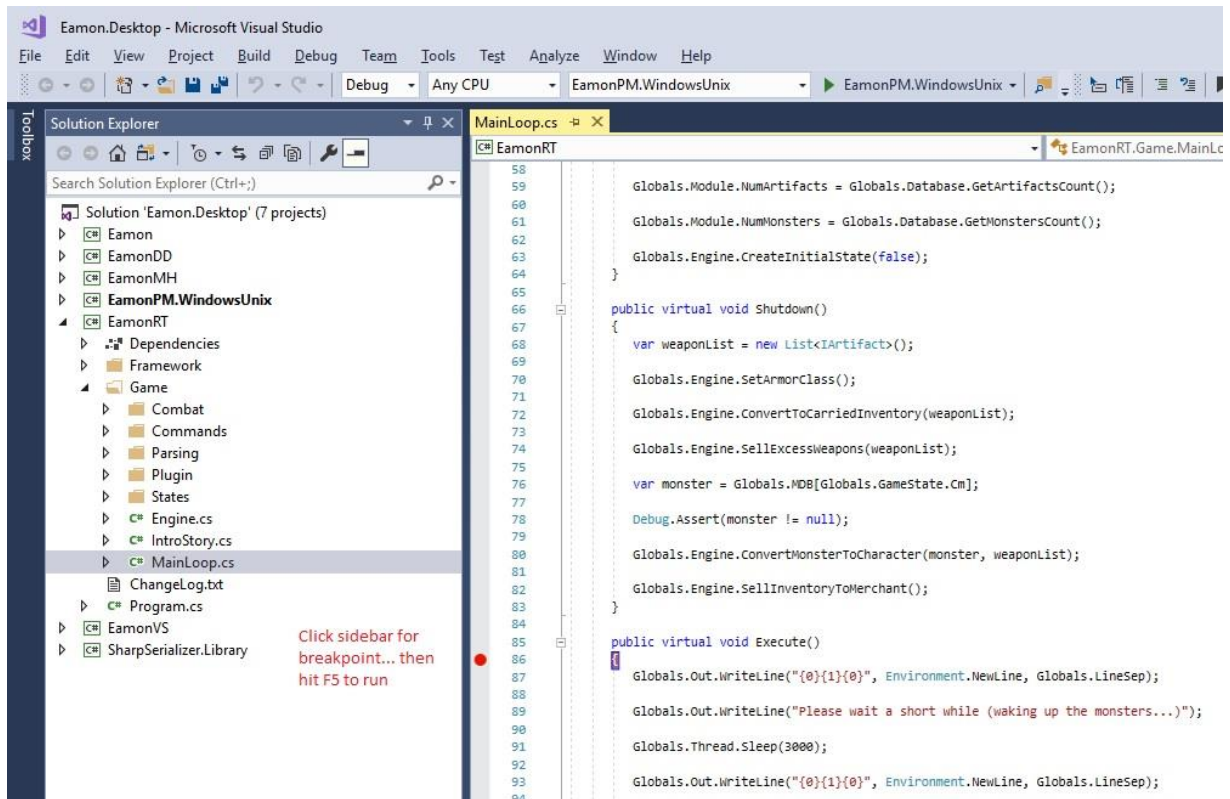 Eamon.Desktop - Microsoft Visual Studio
File Edit View Project Build Debug Team Tools Test Analyze Window Help
Debug Any CPU EamonPM.WindowsUnix EamonPM.WindowsUnix
Toolbox
Solution Explorer
Search Solution Explorer (Ctrl+;)
Solution 'Eamon.Desktop' (7 projects)
C# Eamon
C# EamonDD
C# EamonMH
C# EamonPM.WindowsUnix
C# EamonRT
Dependencies
Framework
Game
Combat
Commands
Parsing
Plugin
States
C# Engine.cs
C# IntroStory.cs
C# MainLoop.cs
ChangeLog.txt
C# Program.cs
C# EamonVS
C# SharpSerializer.Library
Click sidebar for
breakpoint... then
hit F5 to run
MainLoop.cs
C# EamonRT EamonRT.Game.MainLo
58
59 Globals.Module.NumArtifacts = Globals.Database.GetArtifactsCount();
60
61 Globals.Module.NumMonsters = Globals.Database.GetMonstersCount();
62
63 Globals.Engine.CreateInitialState(false);
64 }
65
66 public virtual void Shutdown()
67 {
68 var weaponList = new List<IArtifact>();
69
70 Globals.Engine.SetArmorClass();
71
72 Globals.Engine.ConvertToCarriedInventory(weaponList);
73
74 Globals.Engine.SellExcessWeapons(weaponList);
75
76 var monster = Globals.MDB[Globals.GameState.Cm];
77
78 Debug.Assert(monster != null);
79
80 Globals.Engine.ConvertMonsterToCharacter(monster, weaponList);
81
82 Globals.Engine.SellInventoryToMerchant();
83 }
84
85 public virtual void Execute()
86 {
87 Globals.Out.WriteLine("{0}{1}{0}", Environment.NewLine, Globals.LineSep);
88
89 Globals.Out.WriteLine("Please wait a short while (waking up the monsters...)");
90
91 Globals.Thread.Sleep(3000);
92
93 Globals.Out.WriteLine("{0}{1}{0}", Environment.NewLine, Globals.LineSep);
94